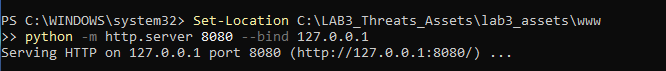 PS C:\WINDOWS\system32> Set-Location C:\LAB3_Threats_Assets\lab3_assets\www
>> python -m http.server 8080 --bind 127.0.0.1
Serving HTTP on 127.0.0.1 port 8080 (http://127.0.0.1:8080/) ...